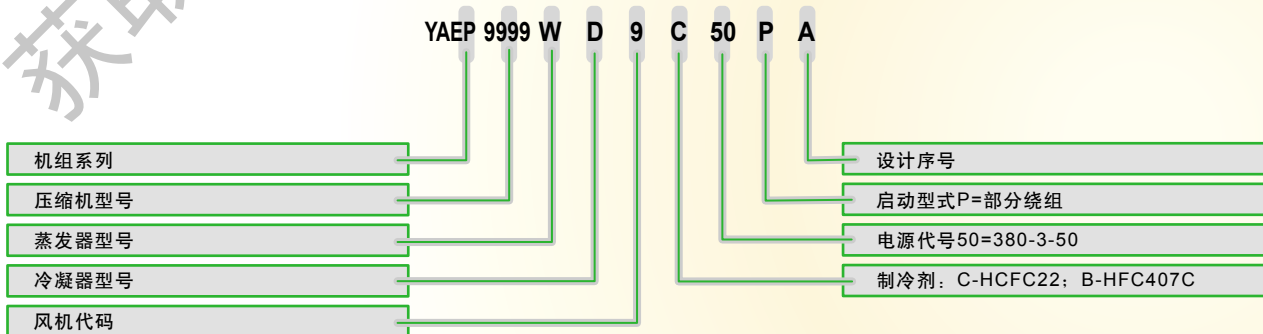 获取
YAEP 9999 W D 9 C 50 P A
机组系列
压缩机型号
蒸发器型号
冷凝器型号
风机代码
设计序号
启动型式P=部分绕组
电源代号50=380-3-50
制冷剂：C-HCFC22；B-HFC407C